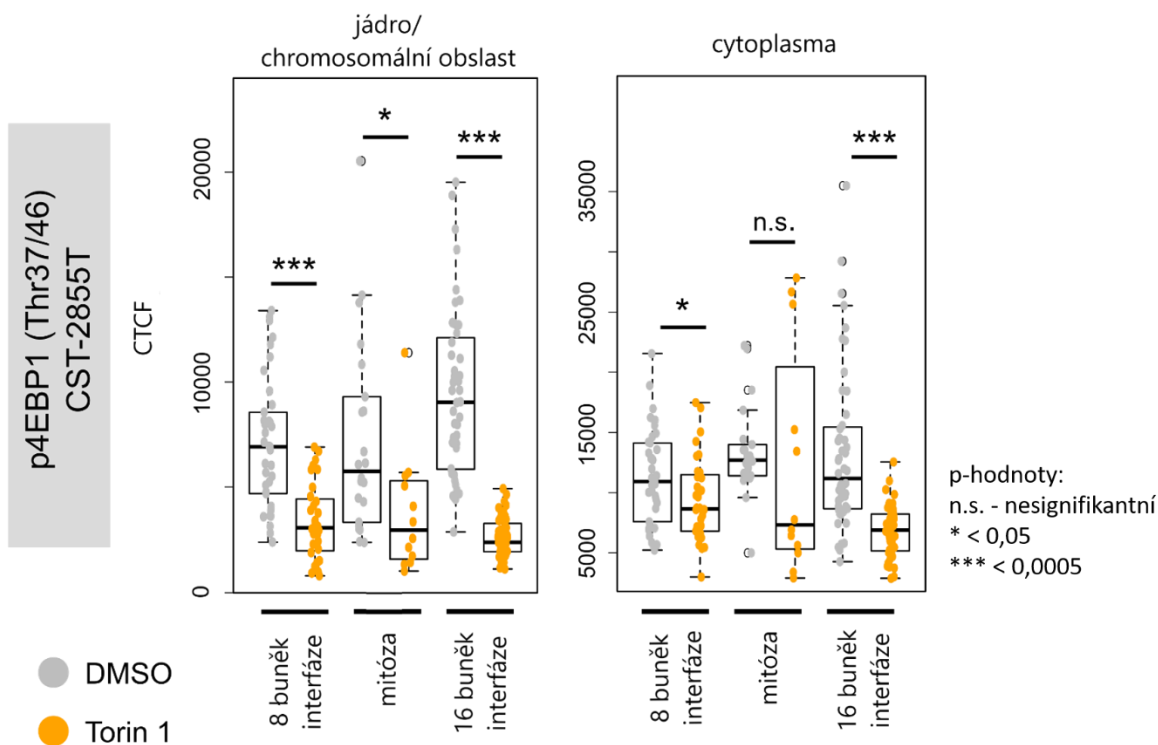 jádro/
chromosomální obslast
cytoplasma
p4EBP1 (Thr37/46)
CST-2855T
CTCF
20000
10000
0
***
*
***
8 buněk
interfáze
mitóza
16 buněk
interfáze
35000
25000
15000
5000
*
n.s.
***
8 buněk
interfáze
mitóza
16 buněk
interfáze
p-hodnoty:
n.s. - nesignifikantní
* < 0,05
*** < 0,0005
DMSO
Torin 1